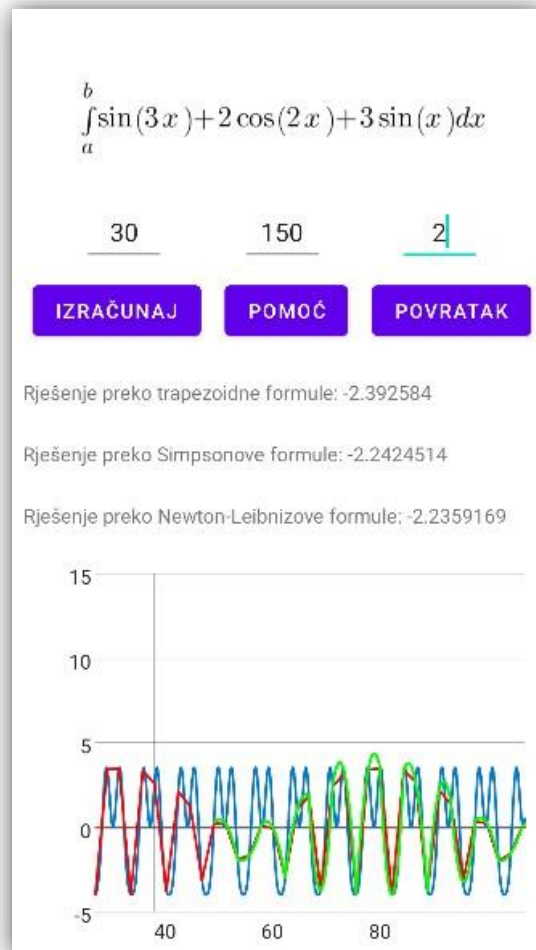 b
∫sin(3x)+2cos(2x)+3sin(x)dx
a
30 150 2
IZRAČUNAJ POMOĆ POVRATAK
Rješenje preko trapezoidne formule: -2.392584
Rješenje preko Simpsonove formule: -2.2424514
Rješenje preko Newton-Leibnizove formule: -2.2359169
15
10
5
0
-5
40 60 80